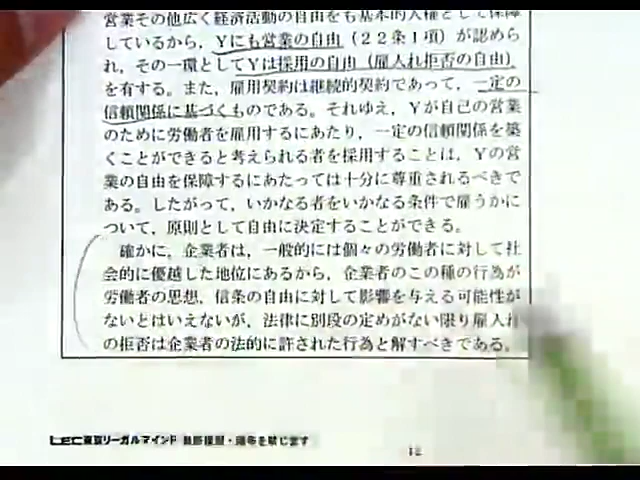 営業その他広く経済活動の自由をも基本的人権として保障
しているから，Ｙにも営業の自由（２２条１項）が認めら
れ，その一環としてＹは採用の自由（雇入れ拒否の自由）
を有する。また，雇用契約は継続的契約であって，一定の
信頼関係に基づくものである。それゆえ，Ｙが自己の営業
のために労働者を雇用するにあたり，一定の信頼関係を築
くことができると考えられる者を採用することは，Ｙの営
業の自由を保障するにあたっては十分に尊重されるべきで
ある。したがって，いかなる者をいかなる条件で雇うかに
ついて，原則として自由に決定することができる。
確かに，企業者は，一般的には個々の労働者に対して社
会的に優越した地位にあるから，企業者のこの種の行為が
労働者の思想，信条の自由に対して影響を与える可能性が
ないとはいえないが，法律に別段の定めがない限り雇入れ
の拒否は企業者の法的に許された行為と解すべきである。
LEC東京リーガルマインド 無断複製・頒布を禁じます
12